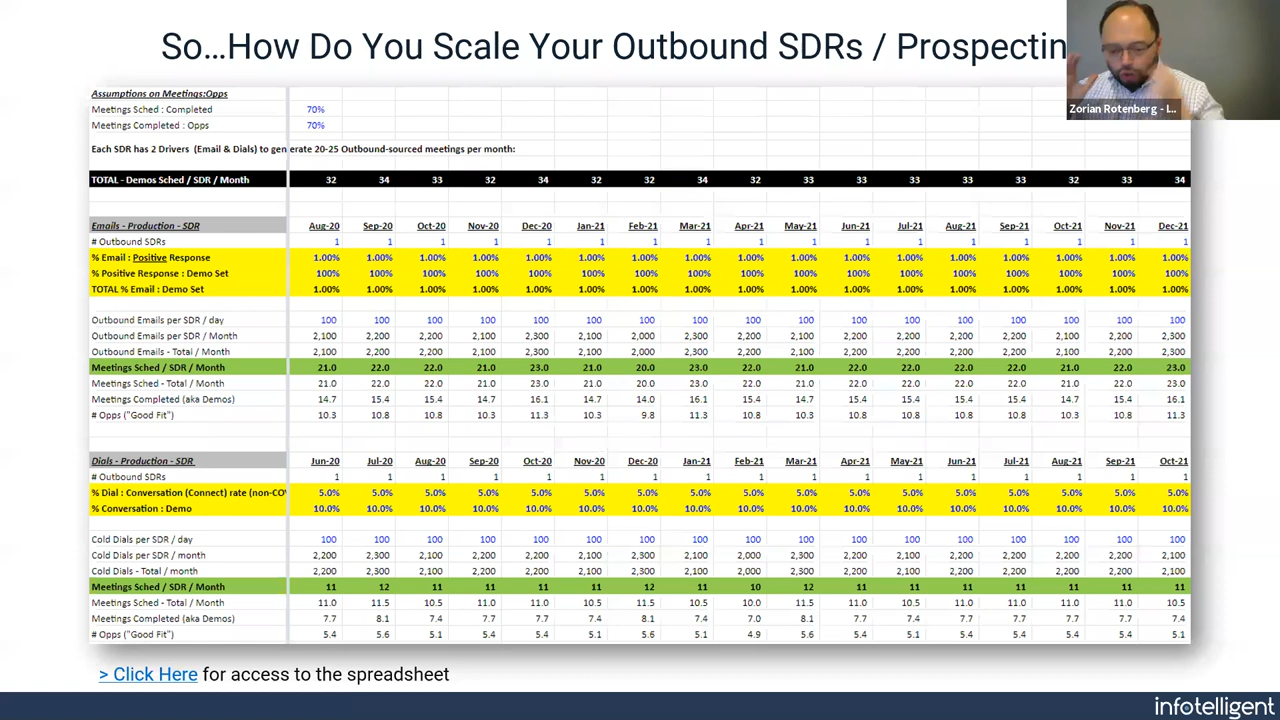 So…How Do You Scale Your Outbound SDRs / Prospectin
Zorian Rotenberg - I...
Assumptions on Meetings:Opps
Meetings Sched : Completed 70%
Meetings Completed : Opps 70%
Each SDR has 2 Drivers (Email & Dials) to generate 20-25 Outbound-sourced meetings per month:
TOTAL - Demos Sched / SDR / Month 32 34 33 32 34 32 32 34 32 33 33 33 33 33 32 33 34
Emails - Production - SDR Aug-20 Sep-20 Oct-20 Nov-20 Dec-20 Jan-21 Feb-21 Mar-21 Apr-21 May-21 Jun-21 Jul-21 Aug-21 Sep-21 Oct-21 Nov-21 Dec-21
# Outbound SDRs 1 1 1 1 1 1 1 1 1 1 1 1 1 1 1 1 1
% Email : Positive Response 1.00% 1.00% 1.00% 1.00% 1.00% 1.00% 1.00% 1.00% 1.00% 1.00% 1.00% 1.00% 1.00% 1.00% 1.00% 1.00% 1.00%
% Positive Response : Demo Set 100% 100% 100% 100% 100% 100% 100% 100% 100% 100% 100% 100% 100% 100% 100% 100% 100%
TOTAL % Email : Demo Set 1.00% 1.00% 1.00% 1.00% 1.00% 1.00% 1.00% 1.00% 1.00% 1.00% 1.00% 1.00% 1.00% 1.00% 1.00% 1.00% 1.00%
Outbound Emails per SDR / day 100 100 100 100 100 100 100 100 100 100 100 100 100 100 100 100 100
Outbound Emails per SDR / Month 2,100 2,200 2,200 2,100 2,300 2,100 2,000 2,300 2,200 2,100 2,200 2,200 2,200 2,200 2,100 2,200 2,300
Outbound Emails - Total / Month 2,100 2,200 2,200 2,100 2,300 2,100 2,000 2,300 2,200 2,100 2,200 2,200 2,200 2,200 2,100 2,200 2,300
Meetings Sched / SDR / Month 21.0 22.0 22.0 21.0 23.0 21.0 20.0 23.0 22.0 21.0 22.0 22.0 22.0 22.0 21.0 22.0 23.0
Meetings Sched - Total / Month 21.0 22.0 22.0 21.0 23.0 21.0 20.0 23.0 22.0 21.0 22.0 22.0 22.0 22.0 21.0 22.0 23.0
Meetings Completed (aka Demos) 14.7 15.4 15.4 14.7 16.1 14.7 14.0 16.1 15.4 14.7 15.4 15.4 15.4 15.4 14.7 15.4 16.1
# Opps ("Good Fit") 10.3 10.8 10.8 10.3 11.3 10.3 9.8 11.3 10.8 10.3 10.8 10.8 10.8 10.8 10.3 10.8 11.3
Dials - Production - SDR Jun-20 Jul-20 Aug-20 Sep-20 Oct-20 Nov-20 Dec-20 Jan-21 Feb-21 Mar-21 Apr-21 May-21 Jun-21 Jul-21 Aug-21 Sep-21 Oct-21
# Outbound SDRs 1 1 1 1 1 1 1 1 1 1 1 1 1 1 1 1 1
% Dial : Conversation (Connect) rate (non-COV 5.0% 5.0% 5.0% 5.0% 5.0% 5.0% 5.0% 5.0% 5.0% 5.0% 5.0% 5.0% 5.0% 5.0% 5.0% 5.0% 5.0%
% Conversation : Demo 10.0% 10.0% 10.0% 10.0% 10.0% 10.0% 10.0% 10.0% 10.0% 10.0% 10.0% 10.0% 10.0% 10.0% 10.0% 10.0% 10.0%
Cold Dials per SDR / day 100 100 100 100 100 100 100 100 100 100 100 100 100 100 100 100 100
Cold Dials per SDR / month 2,200 2,300 2,100 2,200 2,200 2,100 2,300 2,100 2,000 2,300 2,200 2,100 2,200 2,200 2,200 2,200 2,100
Cold Dials - Total / month 2,200 2,300 2,100 2,200 2,200 2,100 2,300 2,100 2,000 2,300 2,200 2,100 2,200 2,200 2,200 2,200 2,100
Meetings Sched / SDR / Month 11 12 11 11 11 11 12 11 10 12 11 11 11 11 11 11 11
Meetings Sched - Total / Month 11.0 11.5 10.5 11.0 11.0 10.5 11.5 10.5 10.0 11.5 11.0 10.5 11.0 11.0 11.0 11.0 10.5
Meetings Completed (aka Demos) 7.7 8.1 7.4 7.7 7.7 7.4 8.1 7.4 7.0 8.1 7.7 7.4 7.7 7.7 7.7 7.7 7.4
# Opps ("Good Fit") 5.4 5.6 5.1 5.4 5.4 5.1 5.6 5.1 4.9 5.6 5.4 5.1 5.4 5.4 5.4 5.4 5.1
> Click Here for access to the spreadsheet
infotelligent